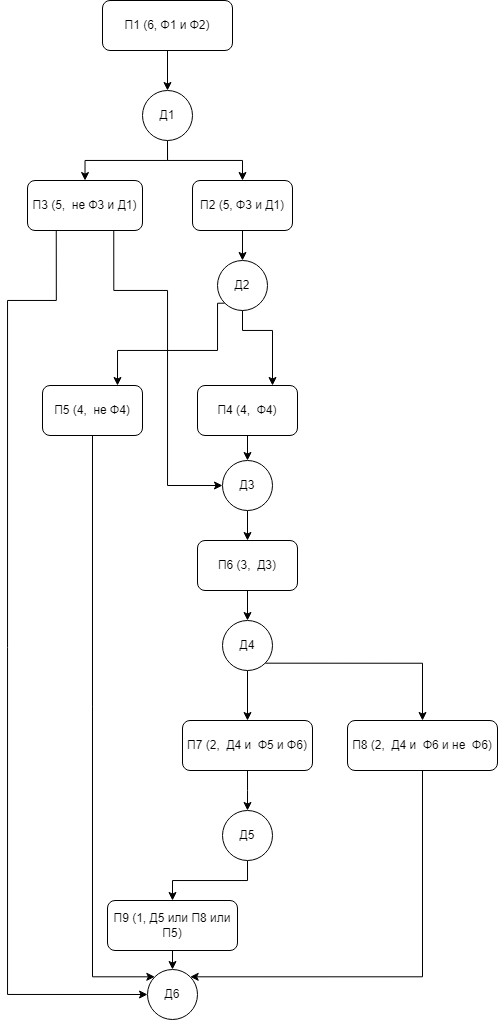 П1 (6, Ф1 и Ф2)
Д1
П3 (5, не Ф3 и Д1)
П2 (5, Ф3 и Д1)
Д2
П5 (4, не Ф4)
П4 (4, Ф4)
Д3
П6 (3, Д3)
Д4
П7 (2, Д4 и Ф5 и Ф6)
П8 (2, Д4 и Ф6 и не Ф6)
Д5
П9 (1, Д5 или П8 или
П5)
Д6